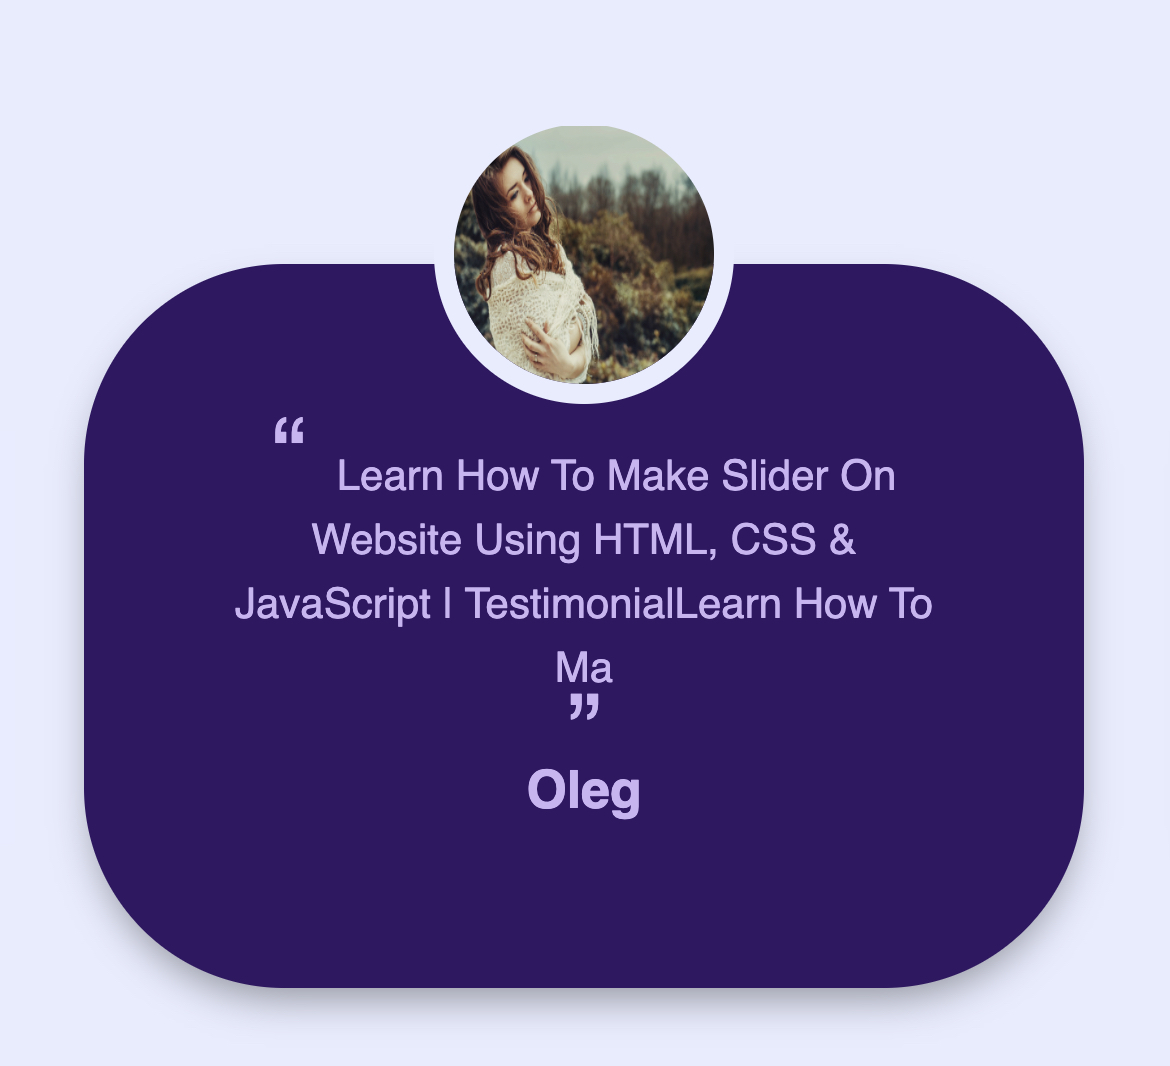 “ Learn How To Make Slider On
Website Using HTML, CSS &
JavaScript | TestimonialLearn How To
Ma
”
Oleg